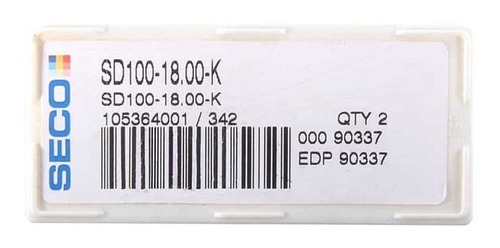 SECO
SD100-18.00-K
SD100-18.00-K
105364001 / 342 QTY 2
000 90337
EDP 90337